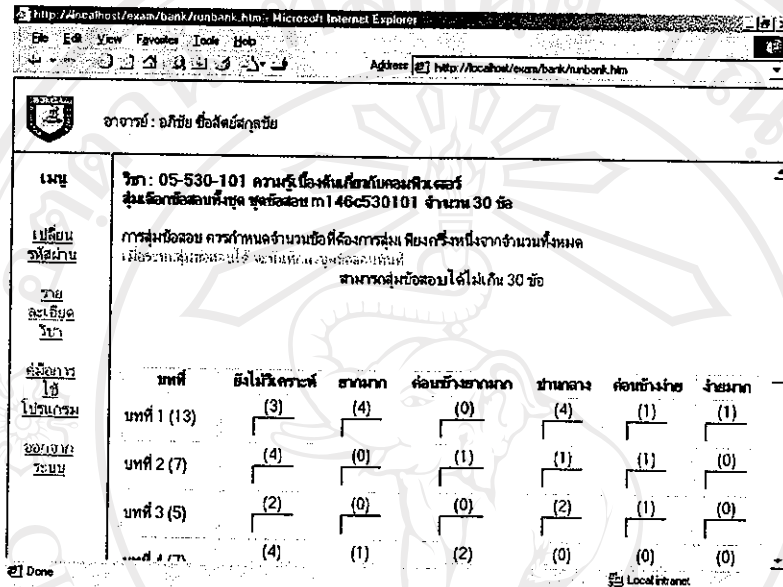 http://localhost/exam/bank/runbank.htm - Microsoft Internet Explorer
File Edit View Favorites Tools Help
Address http://localhost/exam/bank/runbank.htm
อาจารย์ : อภิชัย ซื่อสัตย์สกุลชัย
เมนู
เปลี่ยน
รหัสผ่าน
ราย
ละเอียด
วิชา
คู่มือการ
ใช้
โปรแกรม
ออกจาก
ระบบ
วิชา : 05-530-101 ความรู้เบื้องต้นเกี่ยวกับคอมพิวเตอร์
สุ่มเลือกข้อสอบทั้งชุด ชุดข้อสอบ m146c530101 จำนวน 30 ข้อ
การสุ่มข้อสอบ ควรกำหนดจำนวนข้อที่ต้องการสุ่มเพียงครึ่งหนึ่งจากจำนวนทั้งหมด
สามารถสุ่มข้อสอบได้ไม่เกิน 30 ข้อ
บทที่ ยังไม่วิเคราะห์ ยากมาก ค่อนข้างยากมาก ปานกลาง ค่อนข้างง่าย ง่ายมาก
บทที่ 1 (13) (3) (4) (0) (4) (1) (1)
บทที่ 2 (7) (4) (0) (1) (1) (1) (0)
บทที่ 3 (5) (2) (0) (0) (2) (1) (0)
(4) (1) (2) (0) (0) (0)
Done
Local intranet